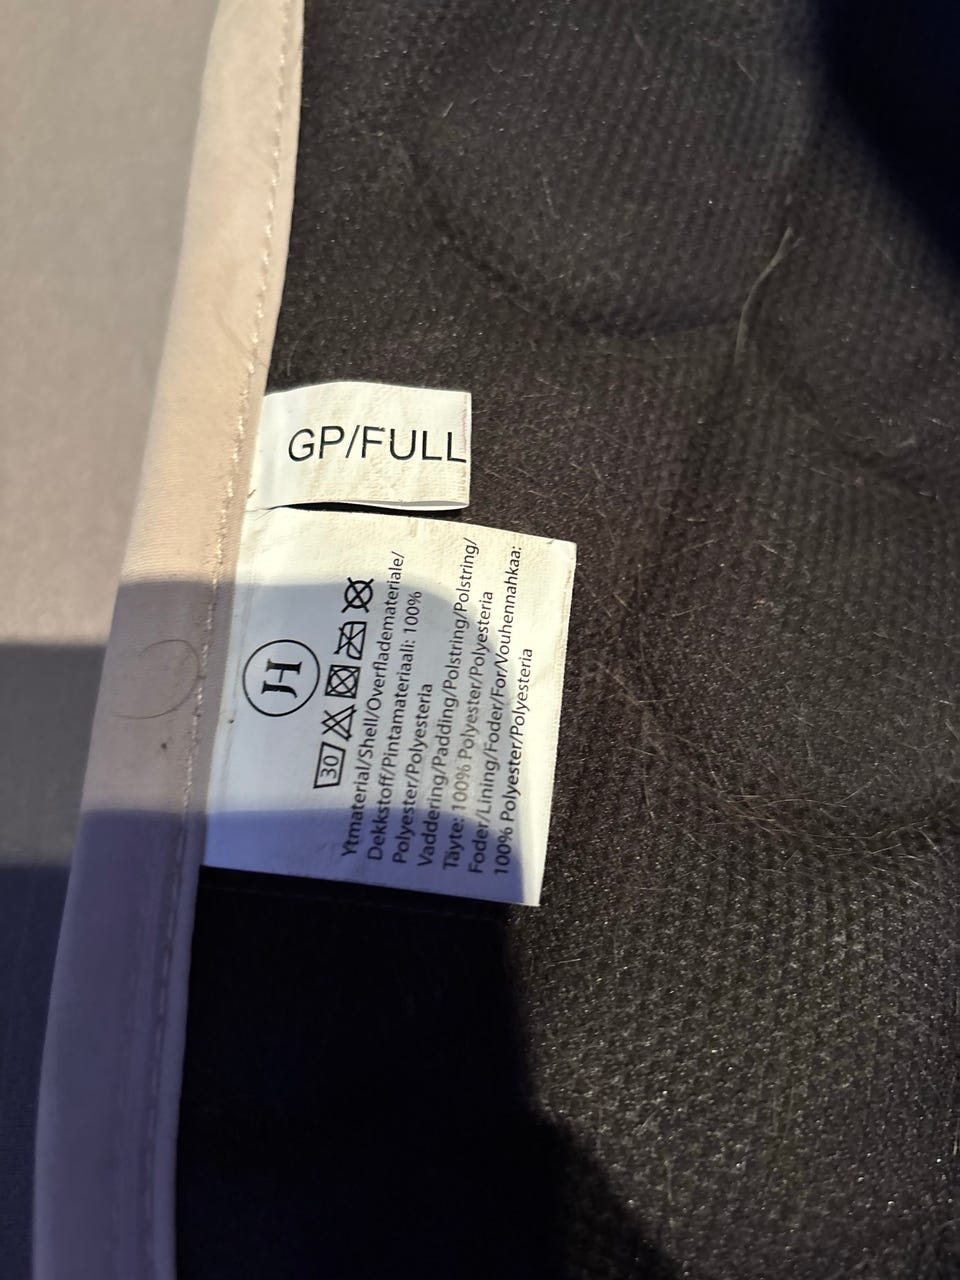 GP/FULL
JH
30
Ytmaterial/Shell/Overflademateriale/
Dekkstoff/Pintamateriaali: 100%
Polyester/Polyesteria
Vaddering/Padding/Polstring/Polstring/
Täyte: 100% Polyester/Polyesteria
Foder/Lining/Foder/For/Vouhennahkaa:
100% Polyester/Polyesteria